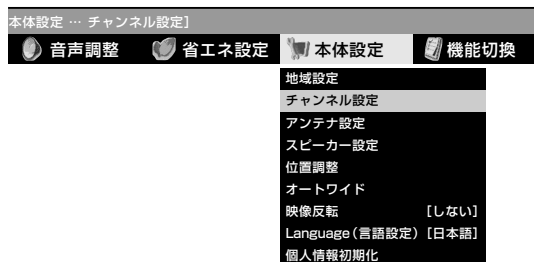 本体設定 … チャンネル設定]
音声調整 省エネ設定 本体設定 機能切換
地域設定
チャンネル設定
アンテナ設定
スピーカー設定
位置調整
オートワイド
映像反転 [しない]
Language(言語設定) [日本語]
個人情報初期化